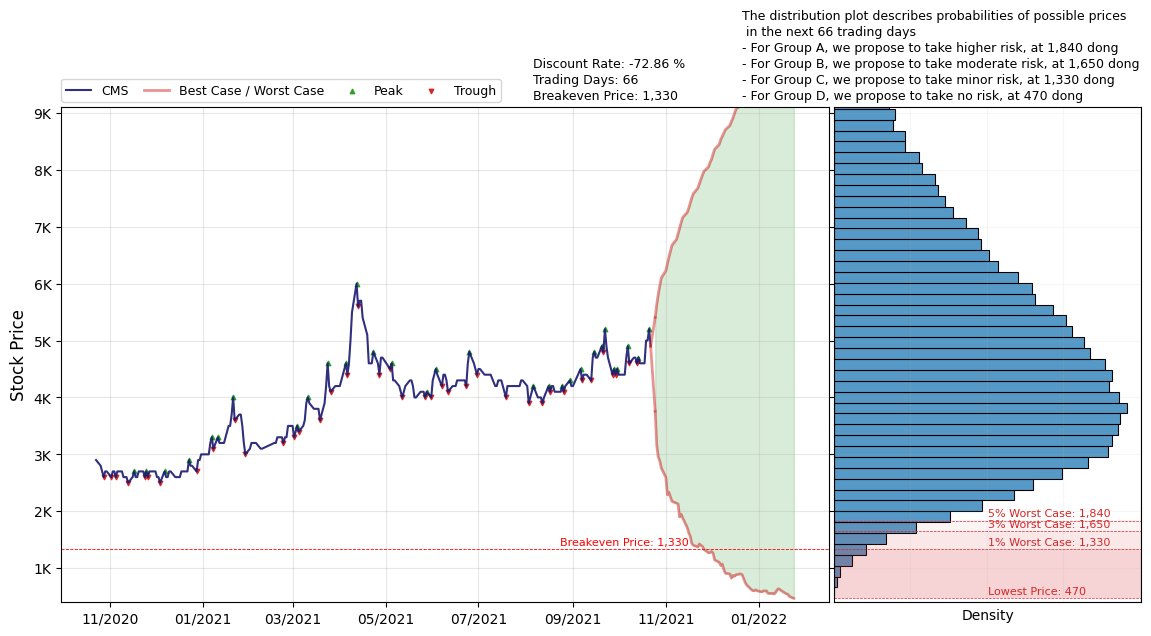 The distribution plot describes probabilities of possible prices
in the next 66 trading days
- For Group A, we propose to take higher risk, at 1,840 dong
- For Group B, we propose to take moderate risk, at 1,650 dong
- For Group C, we propose to take minor risk, at 1,330 dong
- For Group D, we propose to take no risk, at 470 dong
Discount Rate: -72.86 %
Trading Days: 66
Breakeven Price: 1,330
CMS
Best Case / Worst Case
Peak
Trough
Stock Price
9K
8K
7K
6K
5K
4K
3K
2K
1K
Breakeven Price: 1,330
11/2020
01/2021
03/2021
05/2021
07/2021
09/2021
11/2021
01/2022
5% Worst Case: 1,840
3% Worst Case: 1,650
1% Worst Case: 1,330
Lowest Price: 470
Density